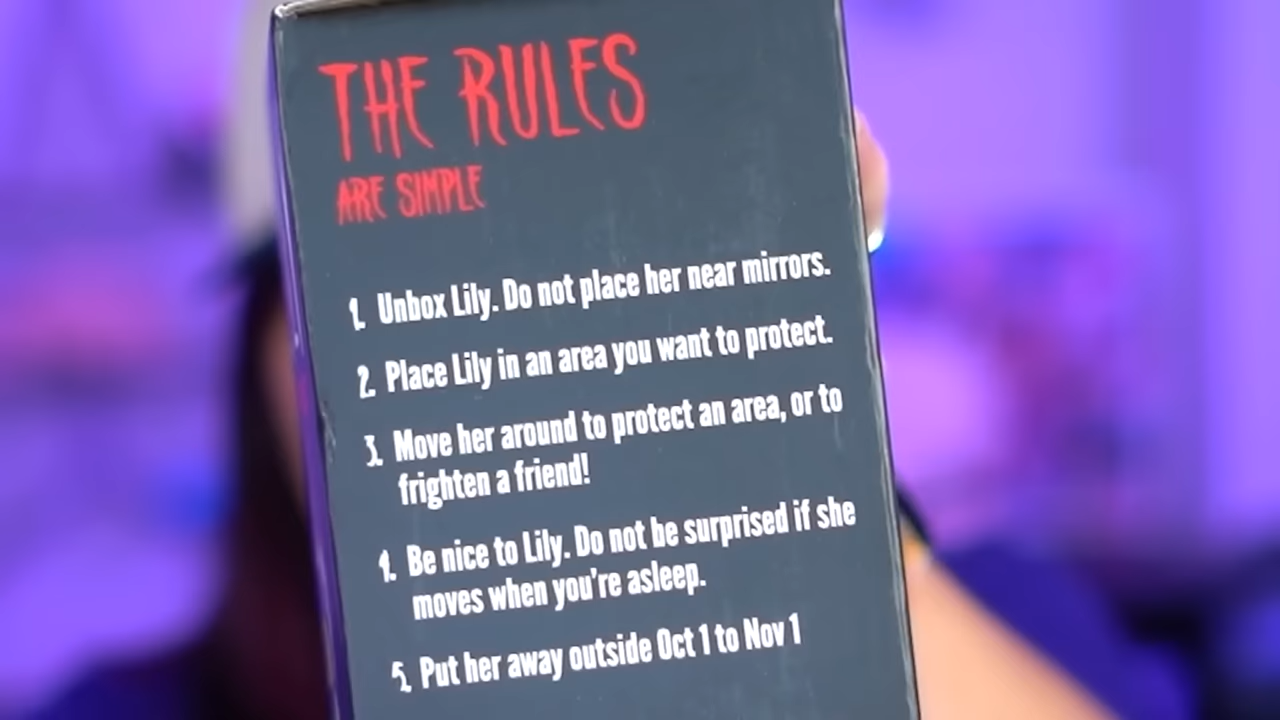 THE RULES
ARE SIMPLE
1. Unbox Lily. Do not place her near mirrors.
2. Place Lily in an area you want to protect.
3. Move her around to protect an area, or to
frighten a friend!
4. Be nice to Lily. Do not be surprised if she
moves when you're asleep.
5. Put her away outside Oct 1 to Nov 1